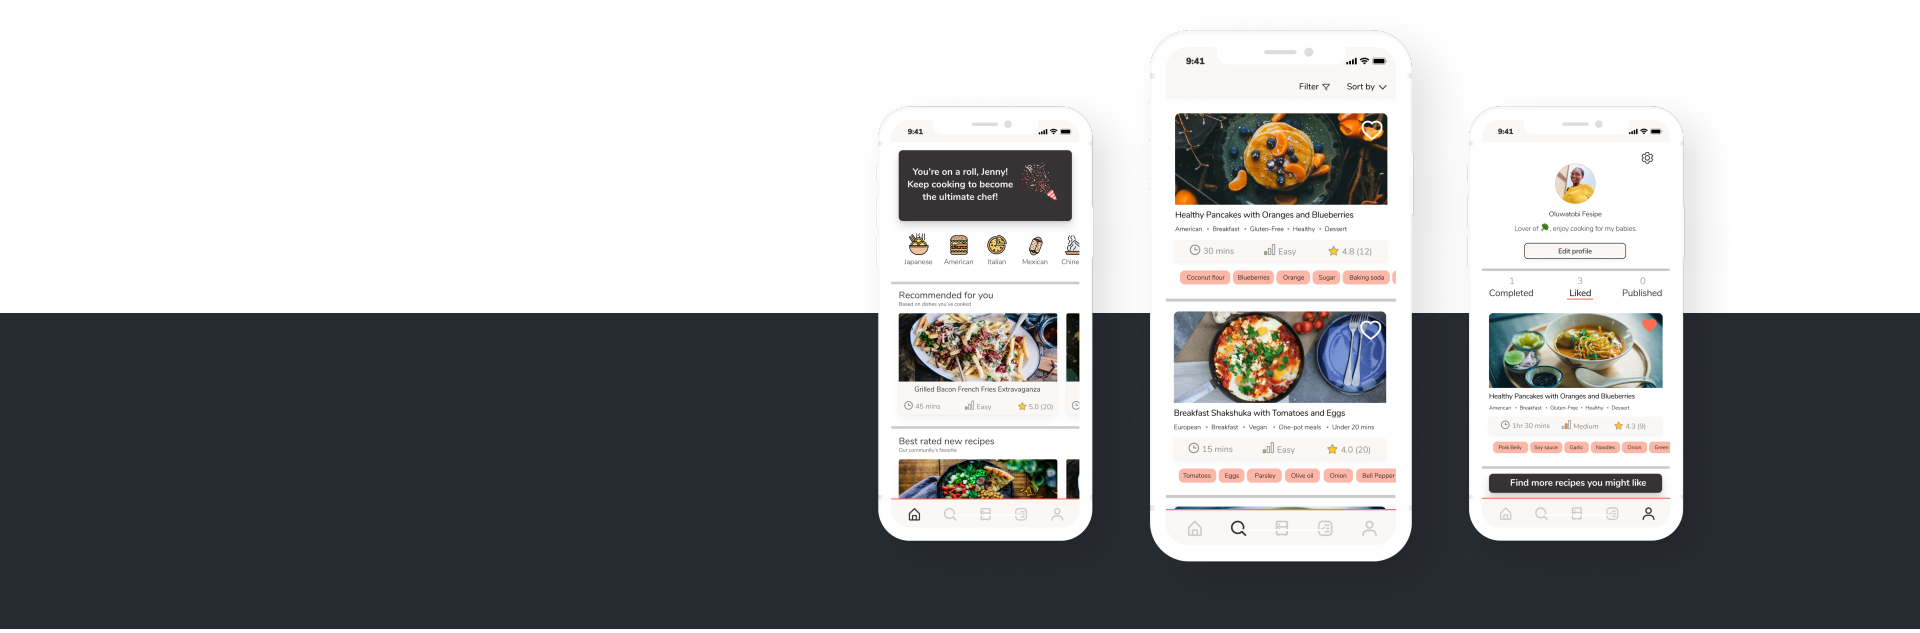 9:41
You're on a roll, Jenny!
Keep cooking to become
the ultimate chef!
Japanese American Italian Mexican Chine
Recommended for you
Based on dishes you've cooked
Grilled Bacon French Fries Extravaganza
45 mins Easy 5.0 (20)
Best rated new recipes
Our community's favorite
9:41
Filter Sort by
Healthy Pancakes with Oranges and Blueberries
American • Breakfast • Gluten-Free • Healthy • Dessert
30 mins Easy 4.8 (12)
Coconut flour Blueberries Orange Sugar Baking soda
Breakfast Shakshuka with Tomatoes and Eggs
European • Breakfast • Vegan • One-pot meals • Under 20 mins
15 mins Easy 4.0 (20)
Tomatoes Eggs Parsley Olive oil Onion Bell Pepper
9:41
Oluwatobi Fesipe
Lover of 🥦, enjoy cooking for my babies.
Edit profile
1 3 0
Completed Liked Published
Healthy Pancakes with Oranges and Blueberries
American • Breakfast • Gluten-Free • Healthy • Dessert
1hr 30 mins Medium 4.3 (9)
Pork Belly Soy sauce Garlic Noodles Onion Green
Find more recipes you might like